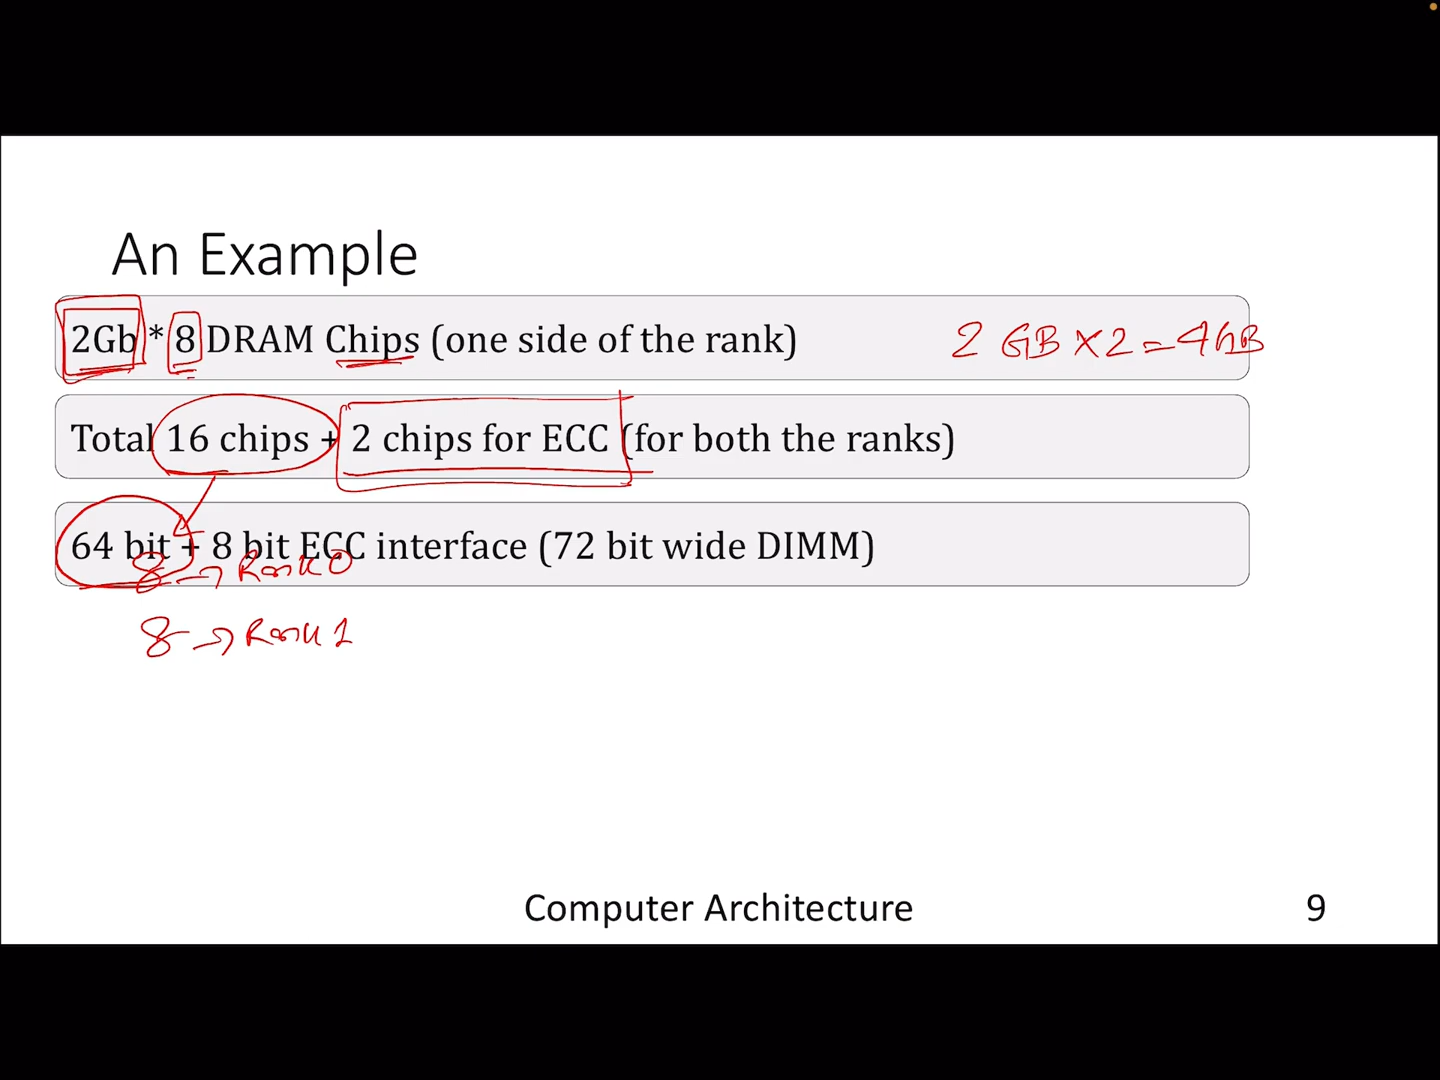 An Example
2Gb * 8 DRAM Chips (one side of the rank)
2 GB x 2 = 4GB
Total 16 chips + 2 chips for ECC (for both the ranks)
64 bit + 8 bit ECC interface (72 bit wide DIMM)
8 → Rank 0
8 → Rank 1
Computer Architecture
9